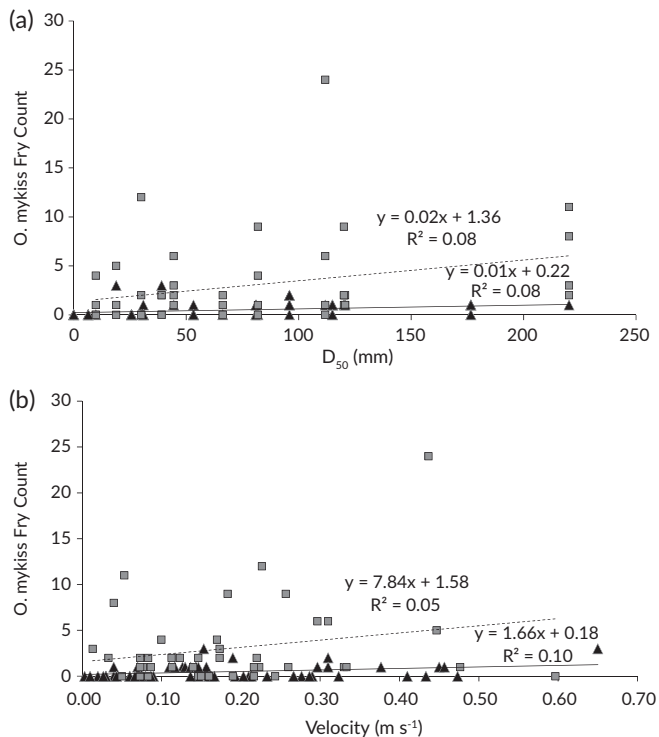 (a)
30
25
20
15
10
5
0
O. mykiss Fry Count
y = 0.02x + 1.36
R² = 0.08
y = 0.01x + 0.22
R² = 0.08
0 50 100 150 200 250
D₅₀ (mm)
(b)
30
25
20
15
10
5
0
O. mykiss Fry Count
y = 7.84x + 1.58
R² = 0.05
y = 1.66x + 0.18
R² = 0.10
0.00 0.10 0.20 0.30 0.40 0.50 0.60 0.70
Velocity (m s⁻¹)